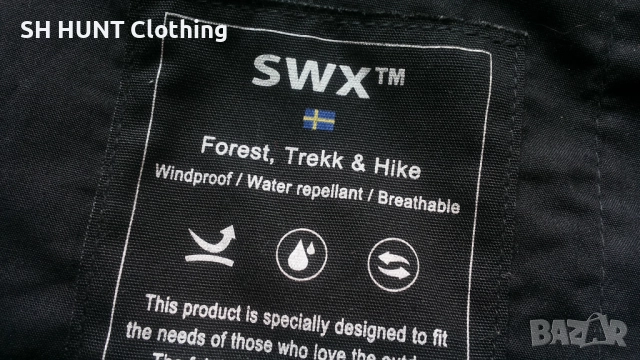 SH HUNT Clothing
SWX™
Forest, Trekk & Hike
Windproof / Water repellant / Breathable
This product is specially designed to fit
the needs of those who love the
BAZAR